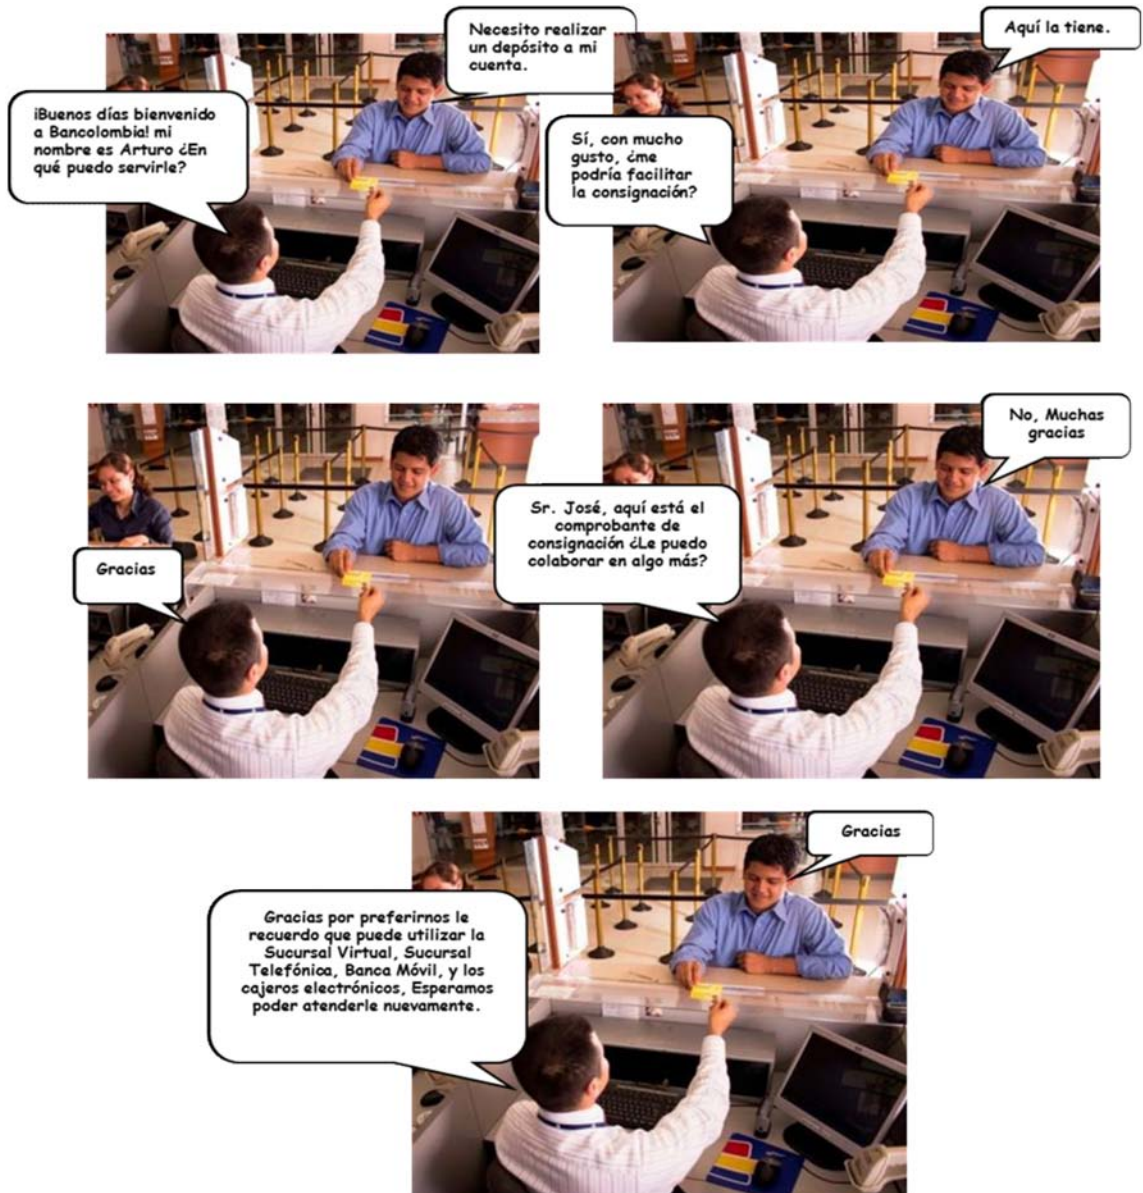 ¡Buenos días bienvenido
a Bancolombia! mi
nombre es Arturo ¿En
qué puedo servirle?
Necesito realizar
un depósito a mi
cuenta.
Sí, con mucho
gusto, ¿me
podría facilitar
la consignación?
Aquí la tiene.
Gracias
Sr. José, aquí está el
comprobante de
consignación ¿Le puedo
colaborar en algo más?
No, Muchas
gracias
Gracias por preferirnos le
recuerdo que puede utilizar la
Sucursal Virtual, Sucursal
Telefónica, Banca Móvil, y los
cajeros electrónicos, Esperamos
poder atenderle nuevamente.
Gracias